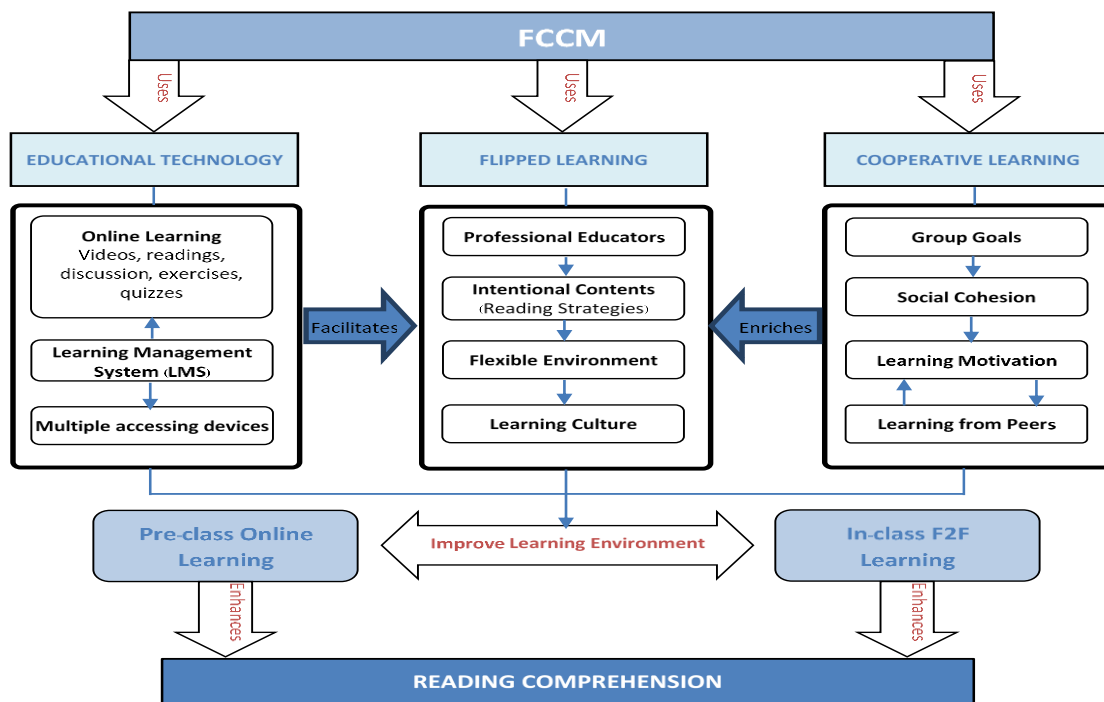 FCCM
Uses
Uses
Uses
EDUCATIONAL TECHNOLOGY
FLIPPED LEARNING
COOPERATIVE LEARNING
Online Learning
Videos, readings,
discussion, exercises,
quizzes
Learning Management
System (LMS)
Multiple accessing devices
Facilitates
Professional Educators
Intentional Contents
(Reading Strategies)
Flexible Environment
Learning Culture
Enriches
Group Goals
Social Cohesion
Learning Motivation
Learning from Peers
Pre-class Online
Learning
Improve Learning Environment
In-class F2F
Learning
Enhances
Enhances
READING COMPREHENSION